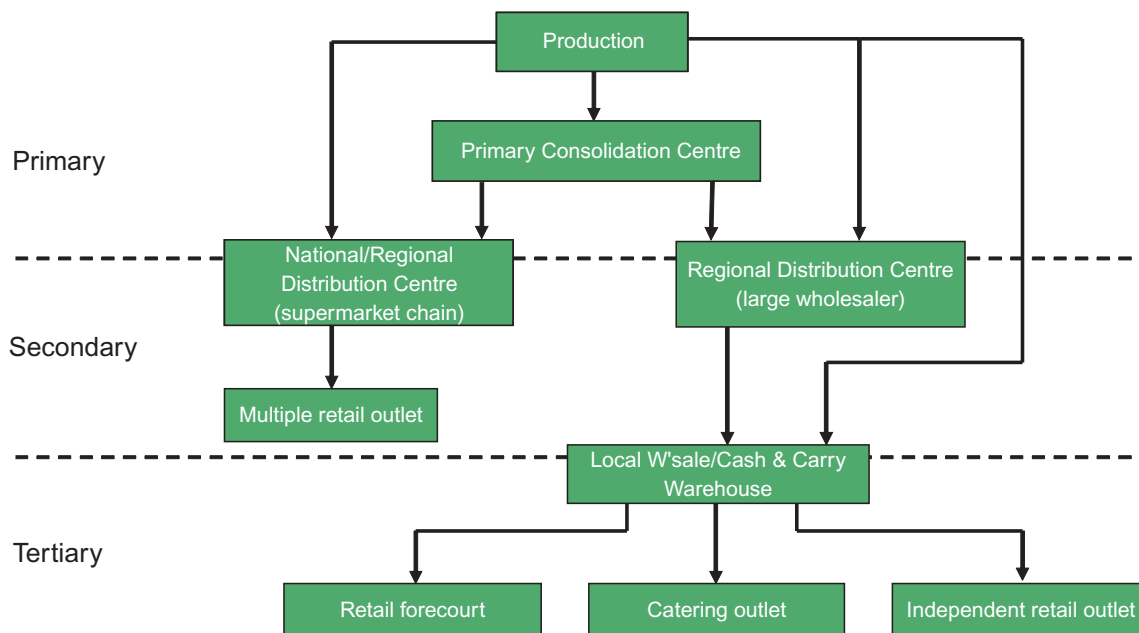 Production
Primary Consolidation Centre
Primary
National/Regional
Distribution Centre
(supermarket chain)
Regional Distribution Centre
(large wholesaler)
Secondary
Multiple retail outlet
Local W'sale/Cash & Carry
Warehouse
Tertiary
Retail forecourt
Catering outlet
Independent retail outlet